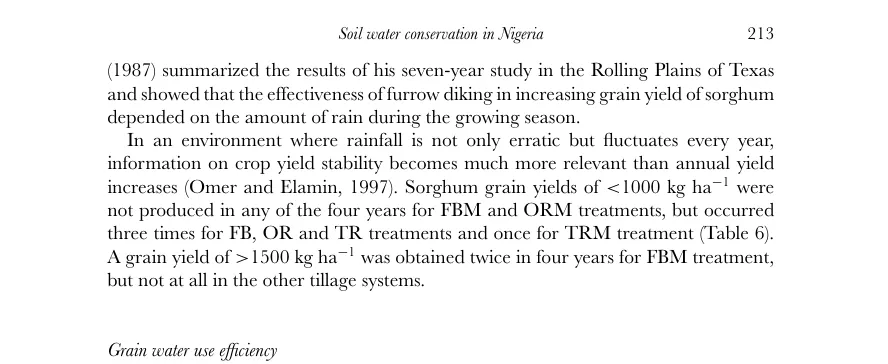 Soil water conservation in Nigeria 213
(1987) summarized the results of his seven-year study in the Rolling Plains of Texas
and showed that the effectiveness of furrow diking in increasing grain yield of sorghum
depended on the amount of rain during the growing season.
In an environment where rainfall is not only erratic but fluctuates every year,
information on crop yield stability becomes much more relevant than annual yield
increases (Omer and Elamin, 1997). Sorghum grain yields of <1000 kg ha⁻¹ were
not produced in any of the four years for FBM and ORM treatments, but occurred
three times for FB, OR and TR treatments and once for TRM treatment (Table 6).
A grain yield of >1500 kg ha⁻¹ was obtained twice in four years for FBM treatment,
but not at all in the other tillage systems.
Grain water use efficiency